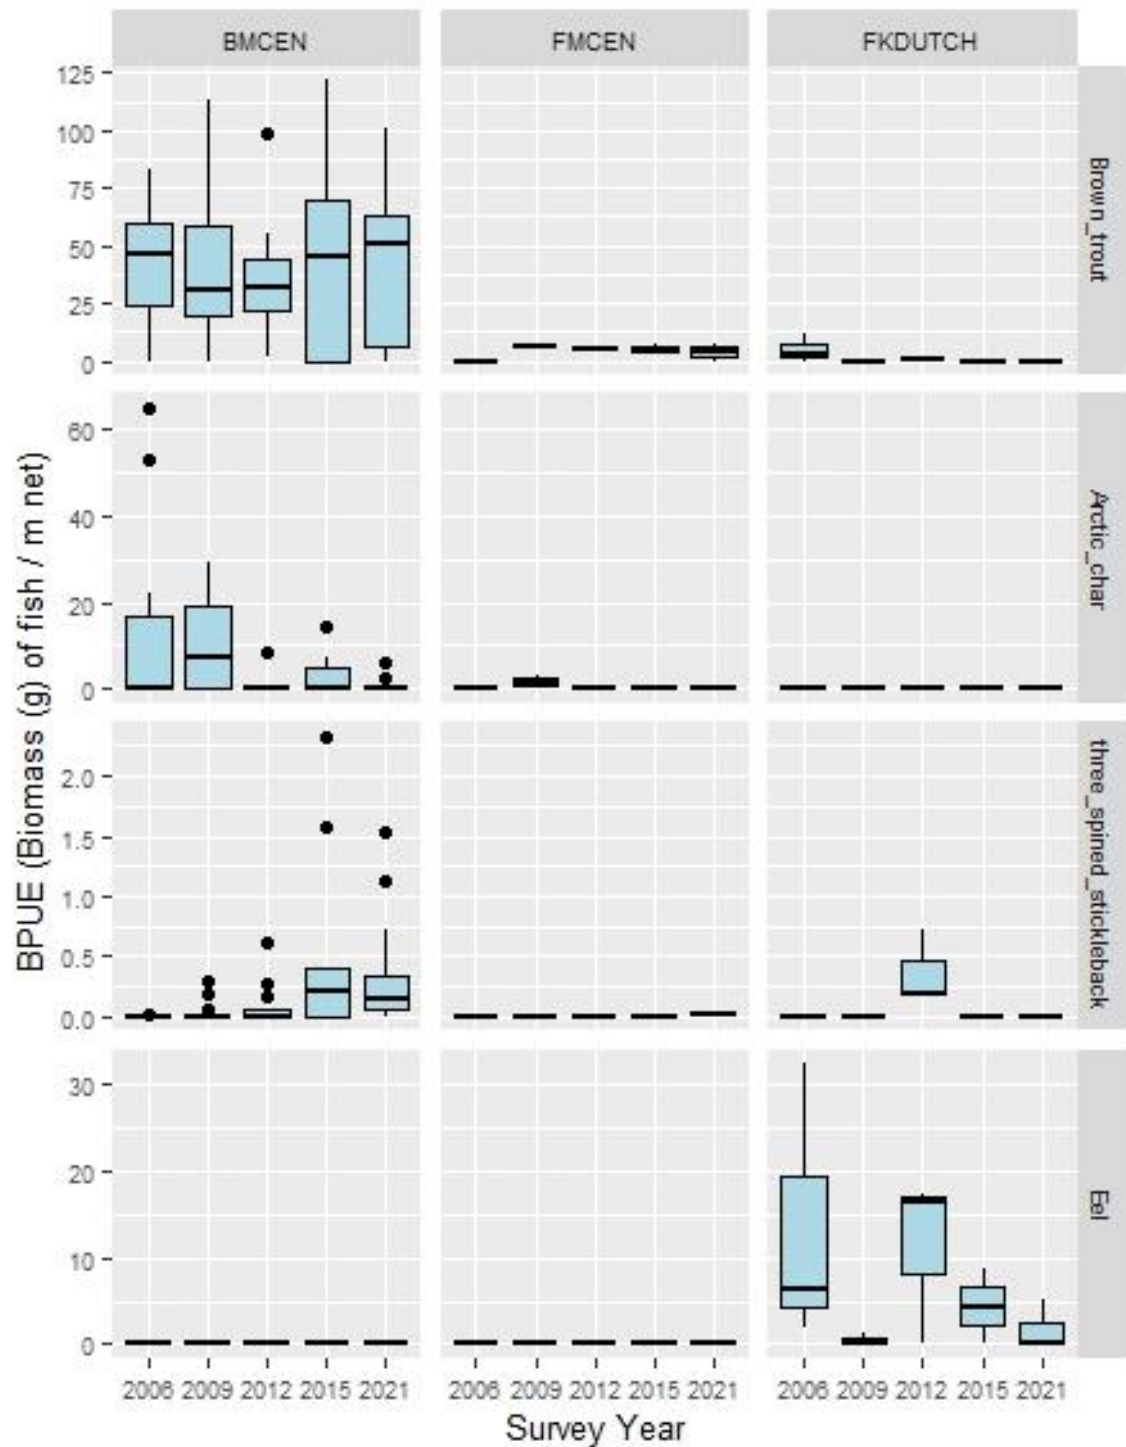 BMCEN FMCEN FKDUTCH
125
100
75
50
25
0
Brown_trout
60
40
20
0
Arctic_char
2.0
1.5
1.0
0.5
0.0
three_spined_stickleback
30
20
10
0
Eel
BPUE (Biomass (g) of fish / m net)
2006 2009 2012 2015 2021 2006 2009 2012 2015 2021 2006 2009 2012 2015 2021
Survey Year